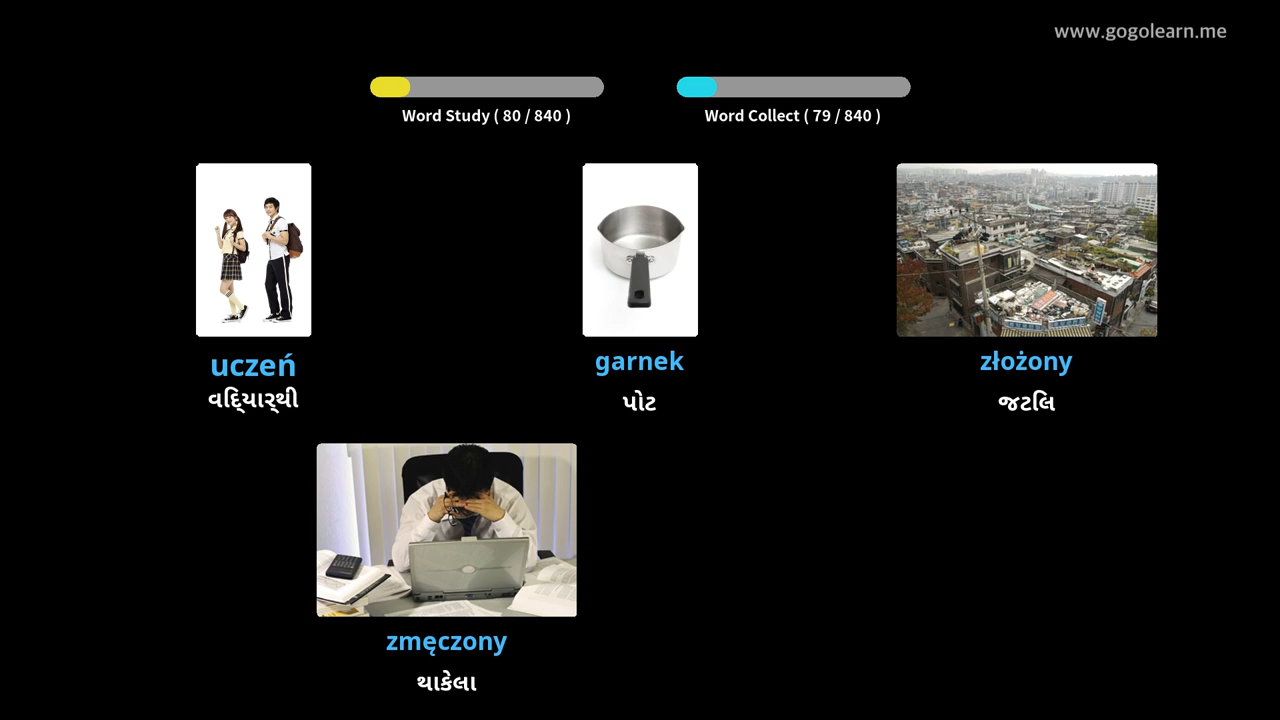 www.gogolearn.me
Word Study ( 80 / 840 )
Word Collect ( 79 / 840 )
uczeń
વિદ્યાર્થી
garnek
પોટ
złożony
જટિલ
zmęczony
થાકેલા